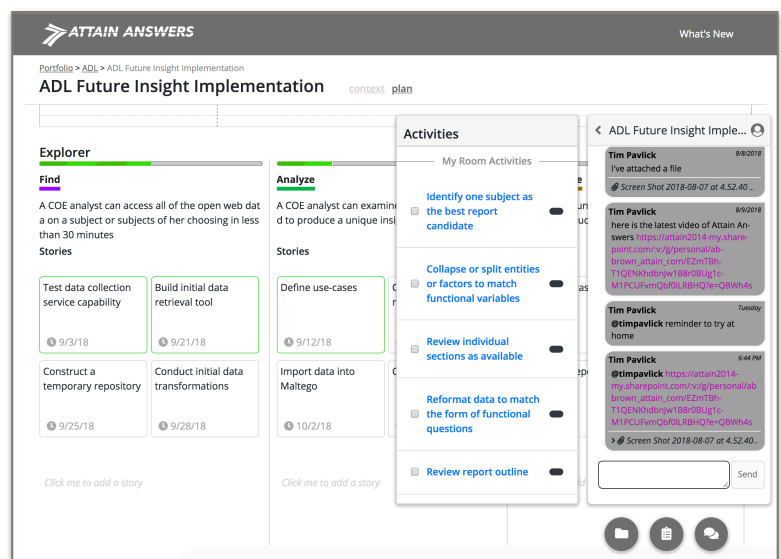 ATTAIN ANSWERS
What's New
Portfolio > ADL > ADL Future Insight Implementation
ADL Future Insight Implementation
context plan
Explorer
Find
A COE analyst can access all of the open web dat
a on a subject or subjects of her choosing in less
than 30 minutes
Stories
Test data collection
service capability
9/3/18
Build initial data
retrieval tool
9/21/18
Construct a
temporary repository
9/25/18
Conduct initial data
transformations
9/28/18
Click me to add a story
Analyze
A COE analyst can examin
d to produce a unique insi
Stories
Define use-cases
9/12/18
Import data into
Maltego
10/2/18
Click me to add a story
Activities
My Room Activities
Identify one subject as
the best report
candidate
Collapse or split entities
or factors to match
functional variables
Review individual
sections as available
Reformat data to match
the form of functional
questions
Review report outline
ADL Future Insight Imple...
Tim Pavlick 8/8/2018
I've attached a file
Screen Shot 2018-08-07 at 4.52.40 ...
Tim Pavlick 8/9/2018
here is the latest video of Attain An-
swers https://attain2014-my.share-
point.com/:v:/g/personal/ab-
brown_attain_com/EZmTBh-
T1QENKhdbnJw1B8r0BUg1c-
M1PCUFvmQbf0ILRBHQ?e=QBWh4s
Tim Pavlick Tuesday
@timpavlick reminder to try at
home
Tim Pavlick 6:44 PM
@timpavlick https://attain2014-
my.sharepoint.com/:v:/g/personal/ab
brown_attain_com/EZmTBh-
T1QENKhdbnJw1B8r0BUg1c-
M1PCUFvmQbf0ILRBHQ?e=QBWh4s
> Screen Shot 2018-08-07 at 4.52.40...
Send